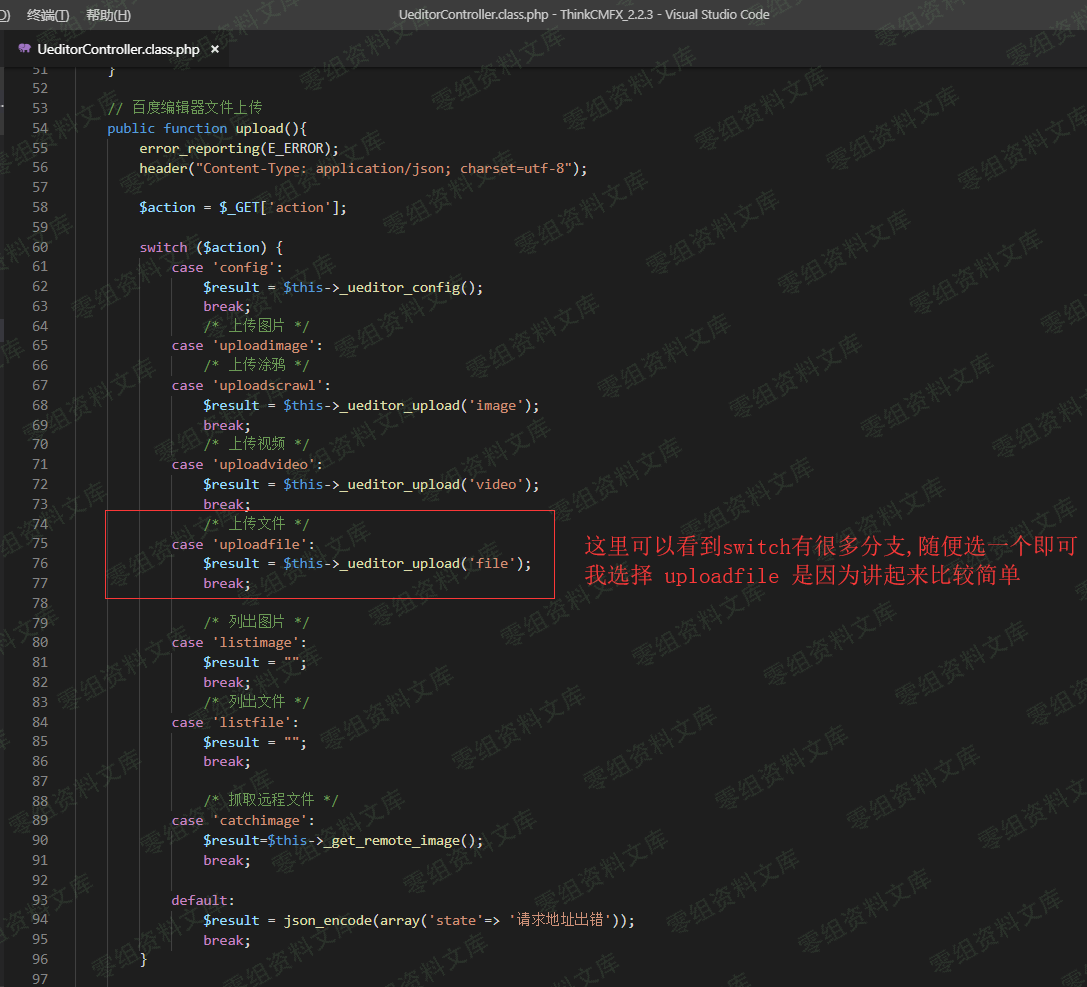 终端(T) 帮助(H) UeditorController.class.php - ThinkCMFX_2.2.3 - Visual Studio Code
UeditorController.class.php ×
51 }
52
53 // 百度编辑器文件上传
54 public function upload(){
55 error_reporting(E_ERROR);
56 header("Content-Type: application/json; charset=utf-8");
57
58 $action = $_GET['action'];
59
60 switch ($action) {
61 case 'config':
62 $result = $this->_ueditor_config();
63 break;
64 /* 上传图片 */
65 case 'uploadimage':
66 /* 上传涂鸦 */
67 case 'uploadscrawl':
68 $result = $this->_ueditor_upload('image');
69 break;
70 /* 上传视频 */
71 case 'uploadvideo':
72 $result = $this->_ueditor_upload('video');
73 break;
74 /* 上传文件 */
75 case 'uploadfile':
76 $result = $this->_ueditor_upload('file');
77 break;
这里可以看到switch有很多分支,随便选一个即可
我选择 uploadfile 是因为讲起来比较简单
78
79 /* 列出图片 */
80 case 'listimage':
81 $result = "";
82 break;
83 /* 列出文件 */
84 case 'listfile':
85 $result = "";
86 break;
87
88 /* 抓取远程文件 */
89 case 'catchimage':
90 $result=$this->_get_remote_image();
91 break;
92
93 default:
94 $result = json_encode(array('state'=> '请求地址出错'));
95 break;
96 }
97
零组资料文库